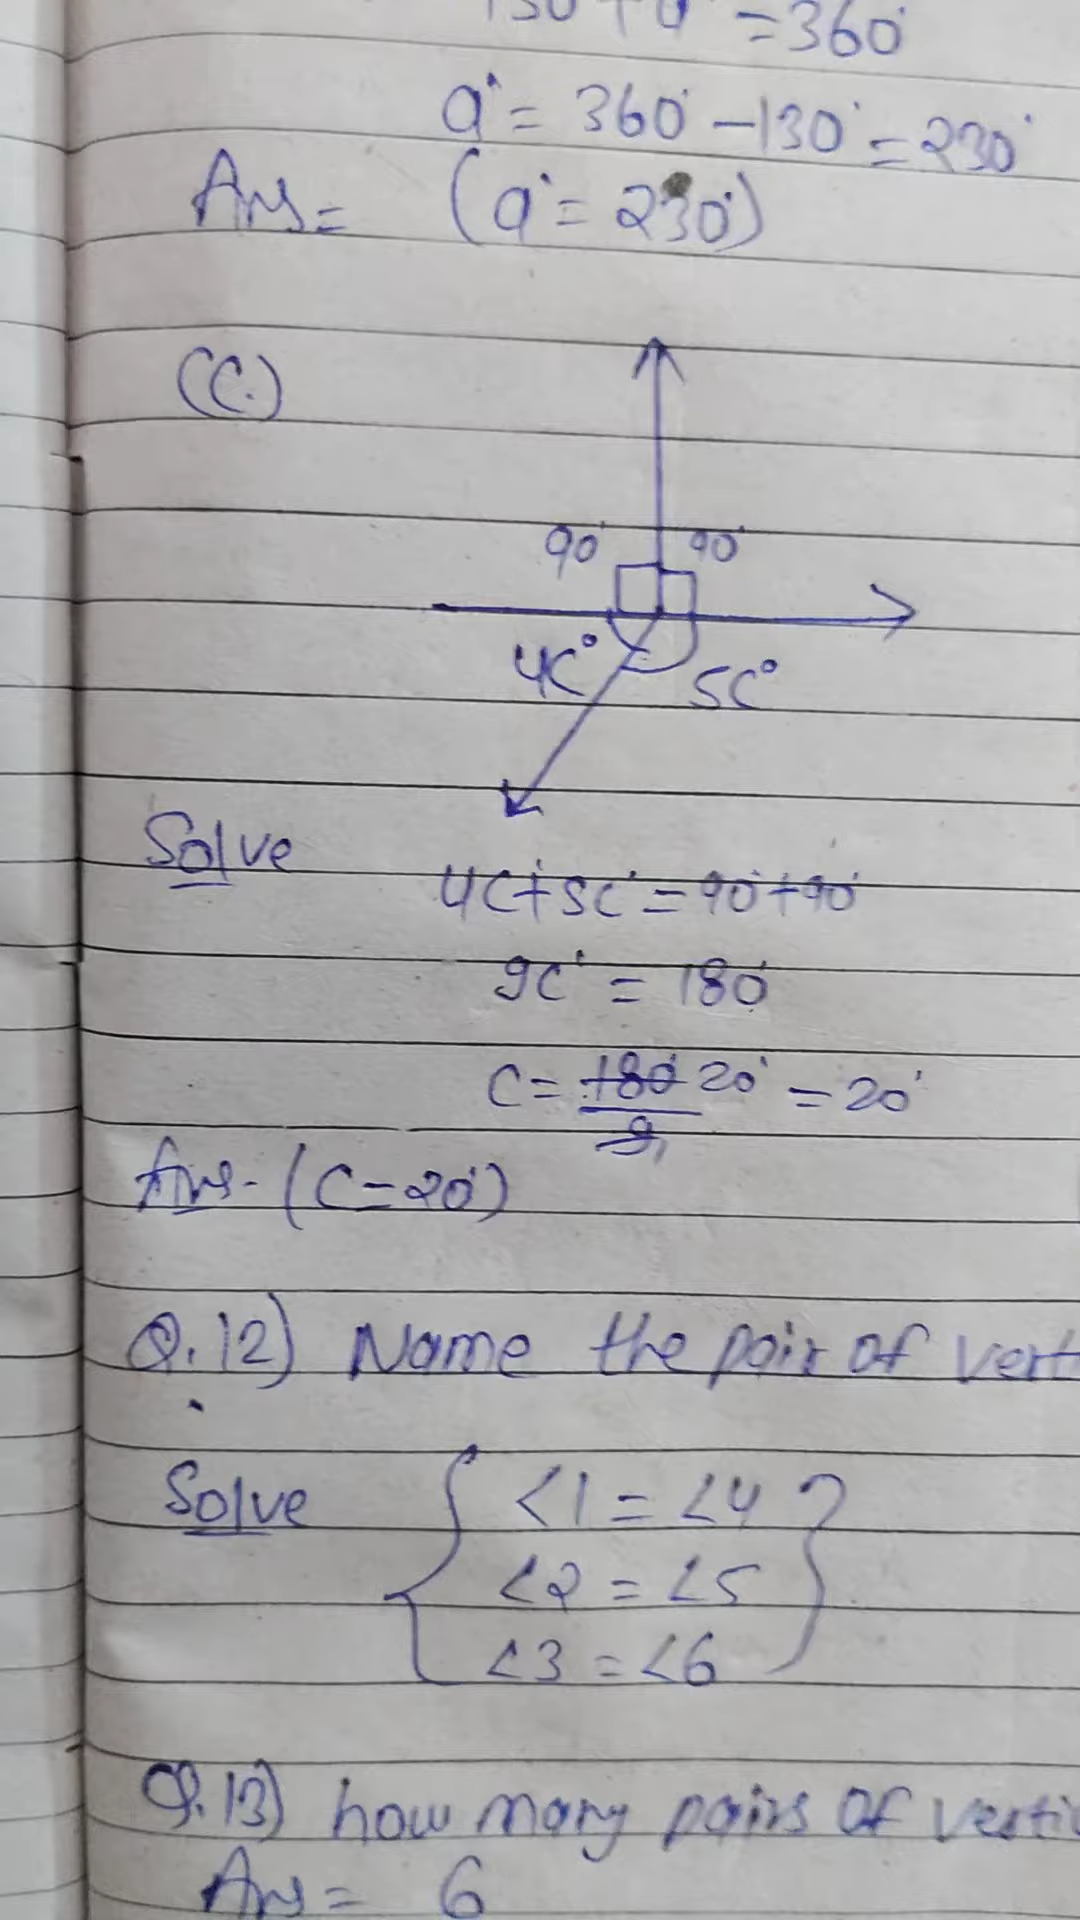 130 + a° = 360°
a° = 360° - 130° = 230°
Ans = (a° = 230°)
(C.)
90° 90°
4C° 5C°
Solve
4C + 5C° = 90° + 90°
9C° = 180°
C = 180° 20° = 20°
9,
Ans - (C = 20°)
Q.12) Name the pair of vert
Solve { <1 = <4 }
<2 = <5
<3 = <6
Q.13) how many pairs of vertic
Ans = 6